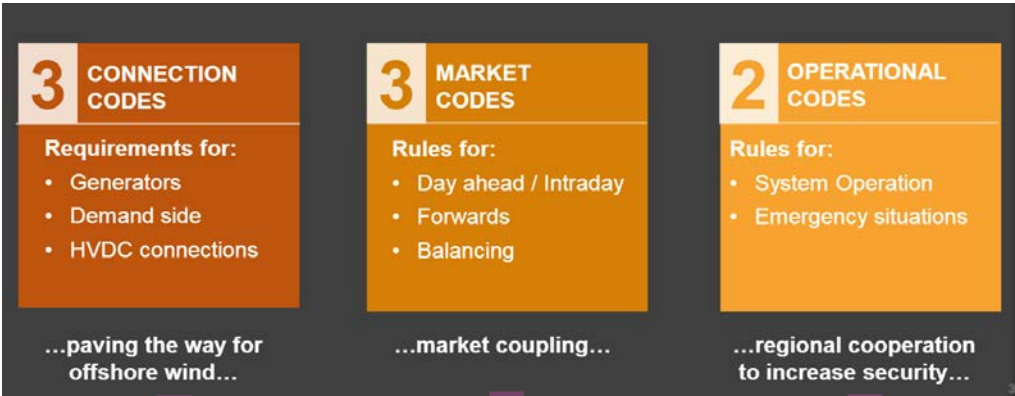 3 CONNECTION
CODES
Requirements for:
• Generators
• Demand side
• HVDC connections
...paving the way for
offshore wind...
3 MARKET
CODES
Rules for:
• Day ahead / Intraday
• Forwards
• Balancing
...market coupling...
2 OPERATIONAL
CODES
Rules for:
• System Operation
• Emergency situations
...regional cooperation
to increase security...
3